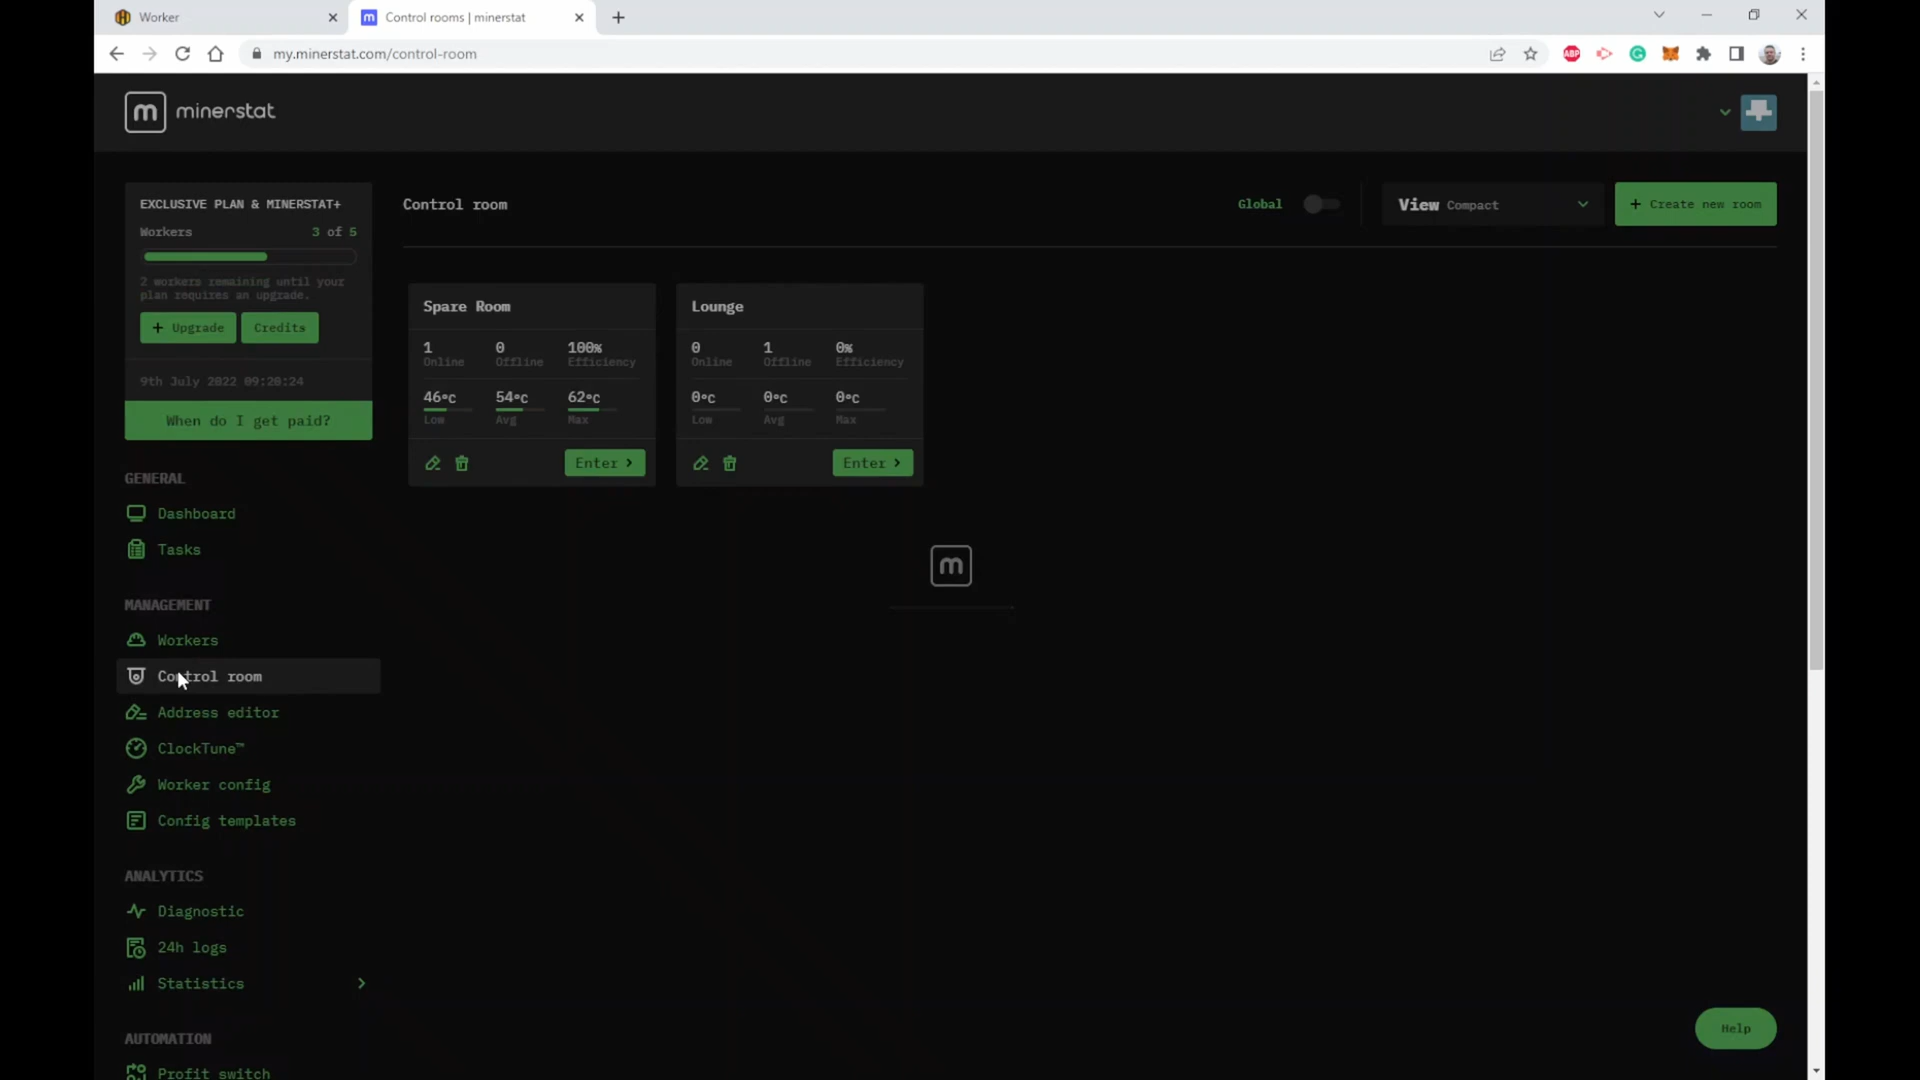 Worker
Control rooms | minerstat
my.minerstat.com/control-room
ABP
m minerstat
EXCLUSIVE PLAN & MINERSTAT+
Workers 3 of 5
2 workers remaining until your
plan requires an upgrade.
+ Upgrade Credits
9th July 2022 09:20:24
When do I get paid?
GENERAL
Dashboard
Tasks
MANAGEMENT
Workers
Control room
Address editor
ClockTune™
Worker config
Config templates
ANALYTICS
Diagnostic
24h logs
Statistics
AUTOMATION
Profit switch
Control room
Global
View Compact
+ Create new room
Spare Room
1 0 100%
Online Offline Efficiency
46°C 54°C 62°C
Low Avg Max
Enter >
Lounge
0 1 0%
Online Offline Efficiency
0°C 0°C 0°C
Low Avg Max
Enter >
m
Help